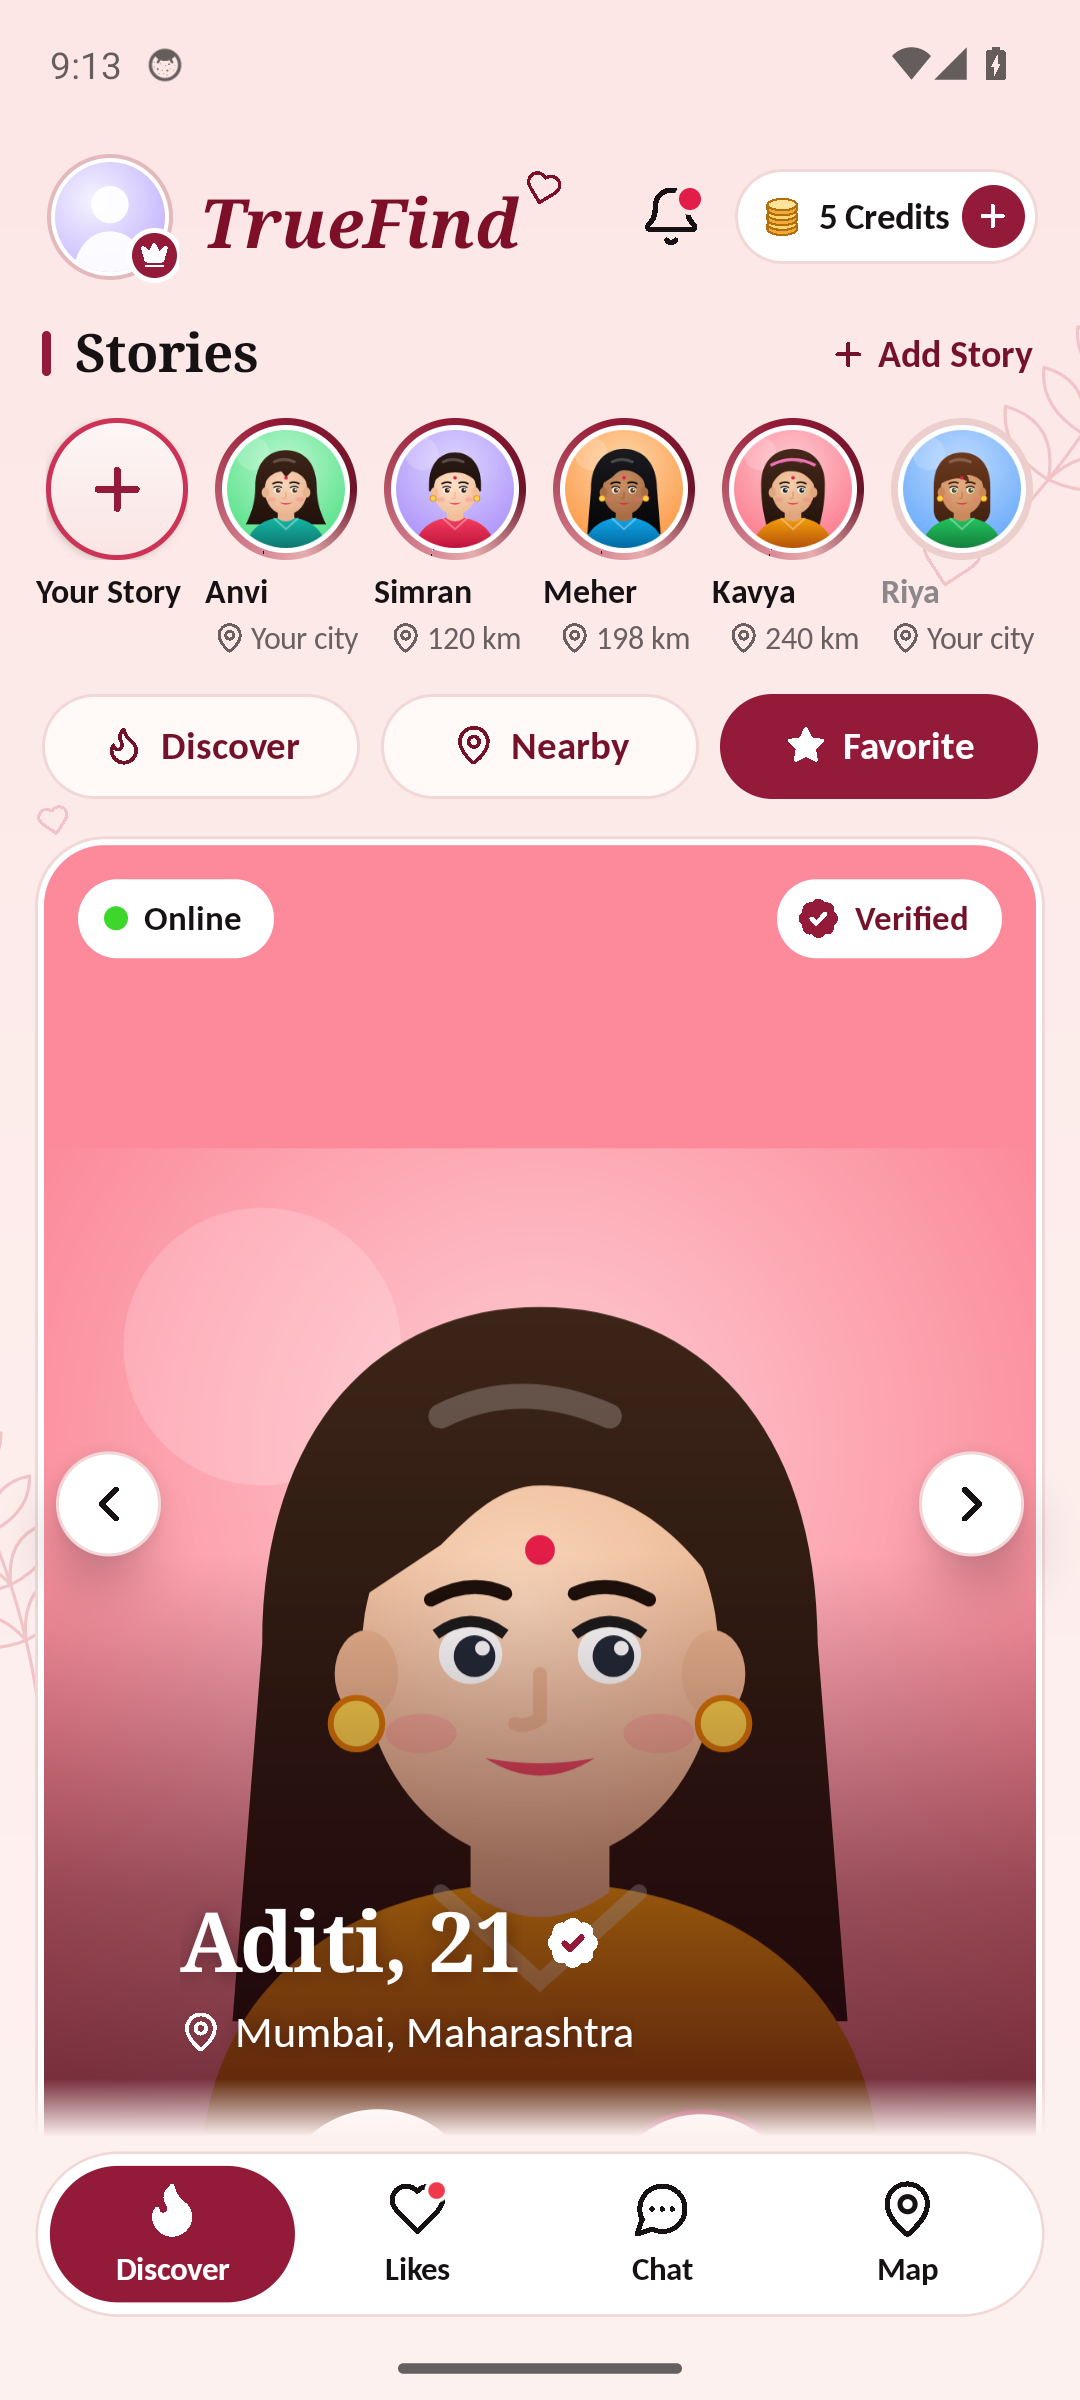 9:13
TrueFind
5 Credits
Stories
Add Story
Your Story
Anvi
Simran
Meher
Kavya
Riya
Your city
120 km
198 km
240 km
Your city
Discover
Nearby
Favorite
Online
Verified
Aditi, 21
Mumbai, Maharashtra
Discover
Likes
Chat
Map